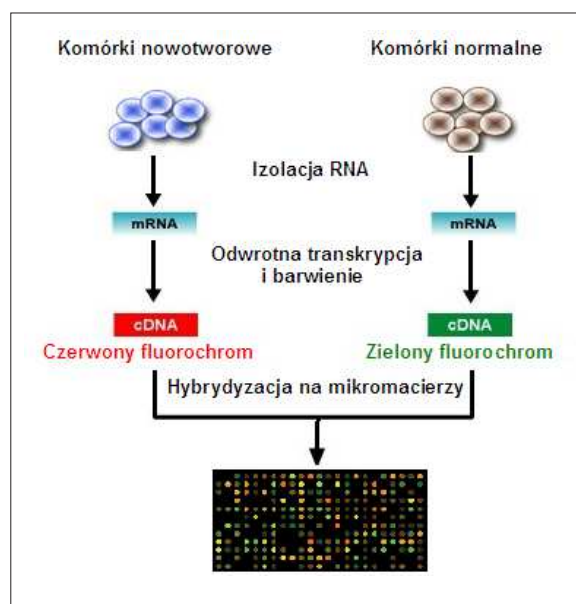 Komórki nowotworowe
Komórki normalne
Izolacja RNA
mRNA
mRNA
Odwrotna transkrypcja
i barwienie
cDNA
cDNA
Czerwony fluorochrom
Zielony fluorochrom
Hybrydyzacja na mikromacierzy